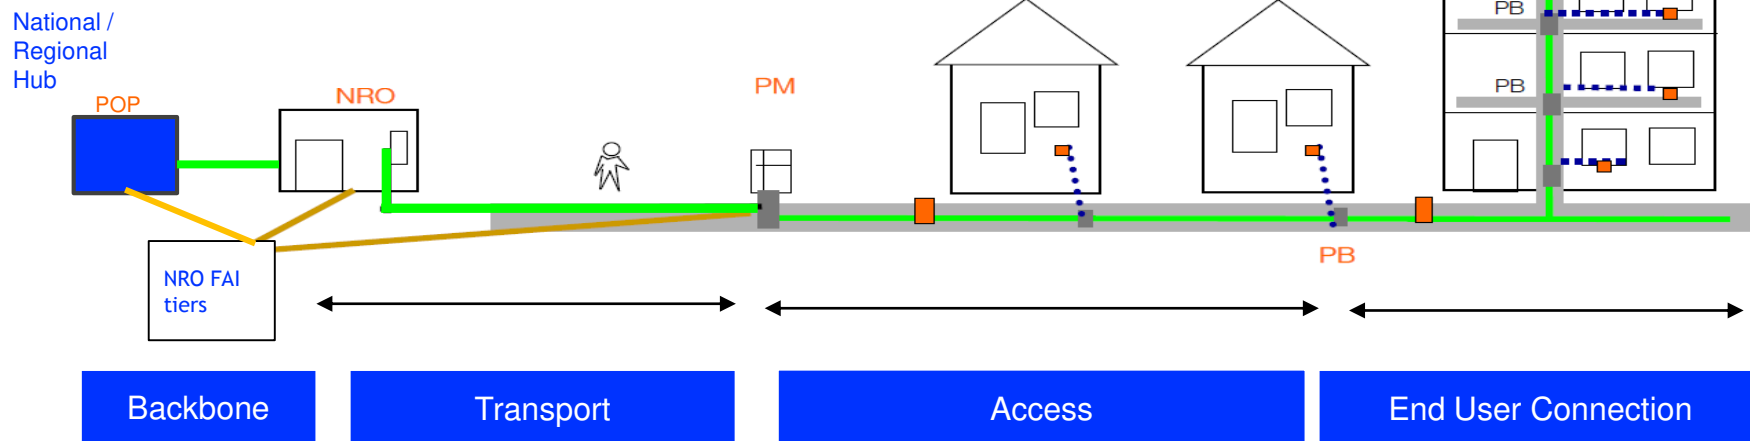 National /
Regional
Hub
POP
NRO
PM
PB
PB
PB
NRO FAI
tiers
Backbone
Transport
Access
End User Connection